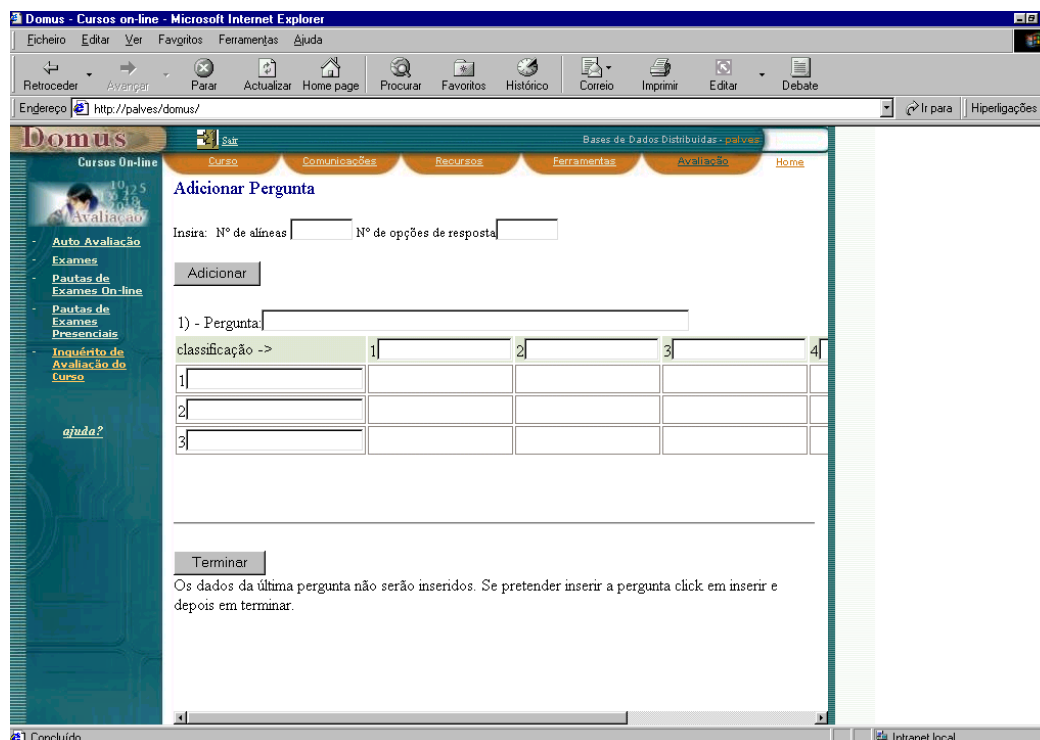 Domus - Cursos on-line - Microsoft Internet Explorer
Ficheiro Editar Ver Favoritos Ferramentas Ajuda
Retroceder Avançar Parar Actualizar Home page Procurar Favoritos Histórico Correio Imprimir Editar Debate
Endereço http://palves/domus/ Ir para Hiperligações
Domus Sair Bases de Dados Distribuidas - palves
Cursos On-line Curso Comunicações Recursos Ferramentas Avaliação Home
Avaliação
Auto Avaliação
Exames
Pautas de
Exames On-line
Pautas de
Exames
Presenciais
Inquérito de
Avaliação do
Curso
ajuda?
Adicionar Pergunta
Insira: Nº de alíneas Nº de opções de resposta
Adicionar
1) - Pergunta:
classificação -> 1 2 3 4
1
2
3
Terminar
Os dados da última pergunta não serão inseridos. Se pretender inserir a pergunta click em inserir e
depois em terminar.
Concluído Intranet local